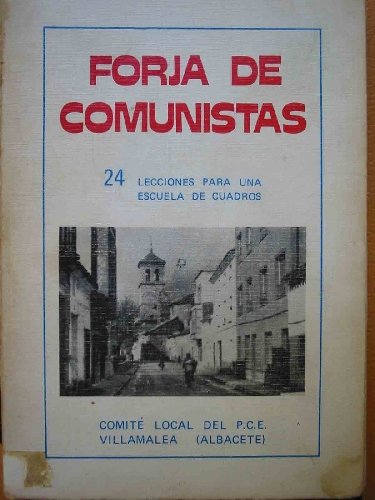 FORJA DE
COMUNISTAS
24 LECCIONES PARA UNA
ESCUELA DE CUADROS
COMITÉ LOCAL DEL P.C.E.
VILLAMALEA (ALBACETE)